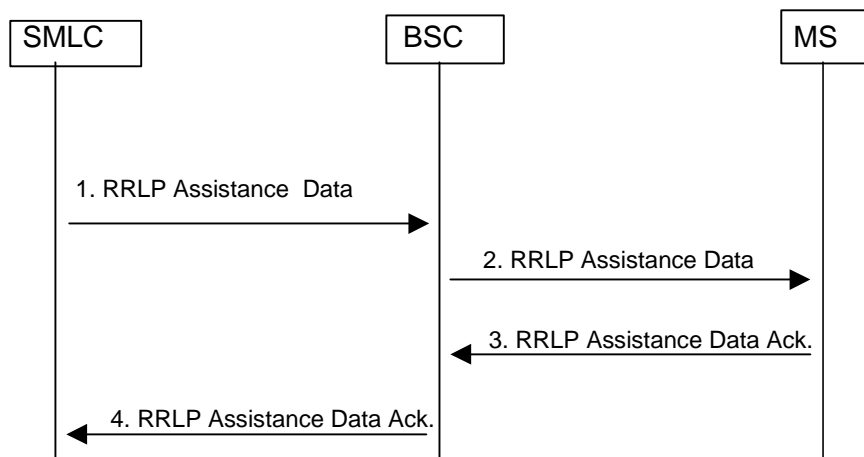 SMLC
BSC
MS
1. RRLP Assistance Data
2. RRLP Assistance Data
3. RRLP Assistance Data Ack.
4. RRLP Assistance Data Ack.